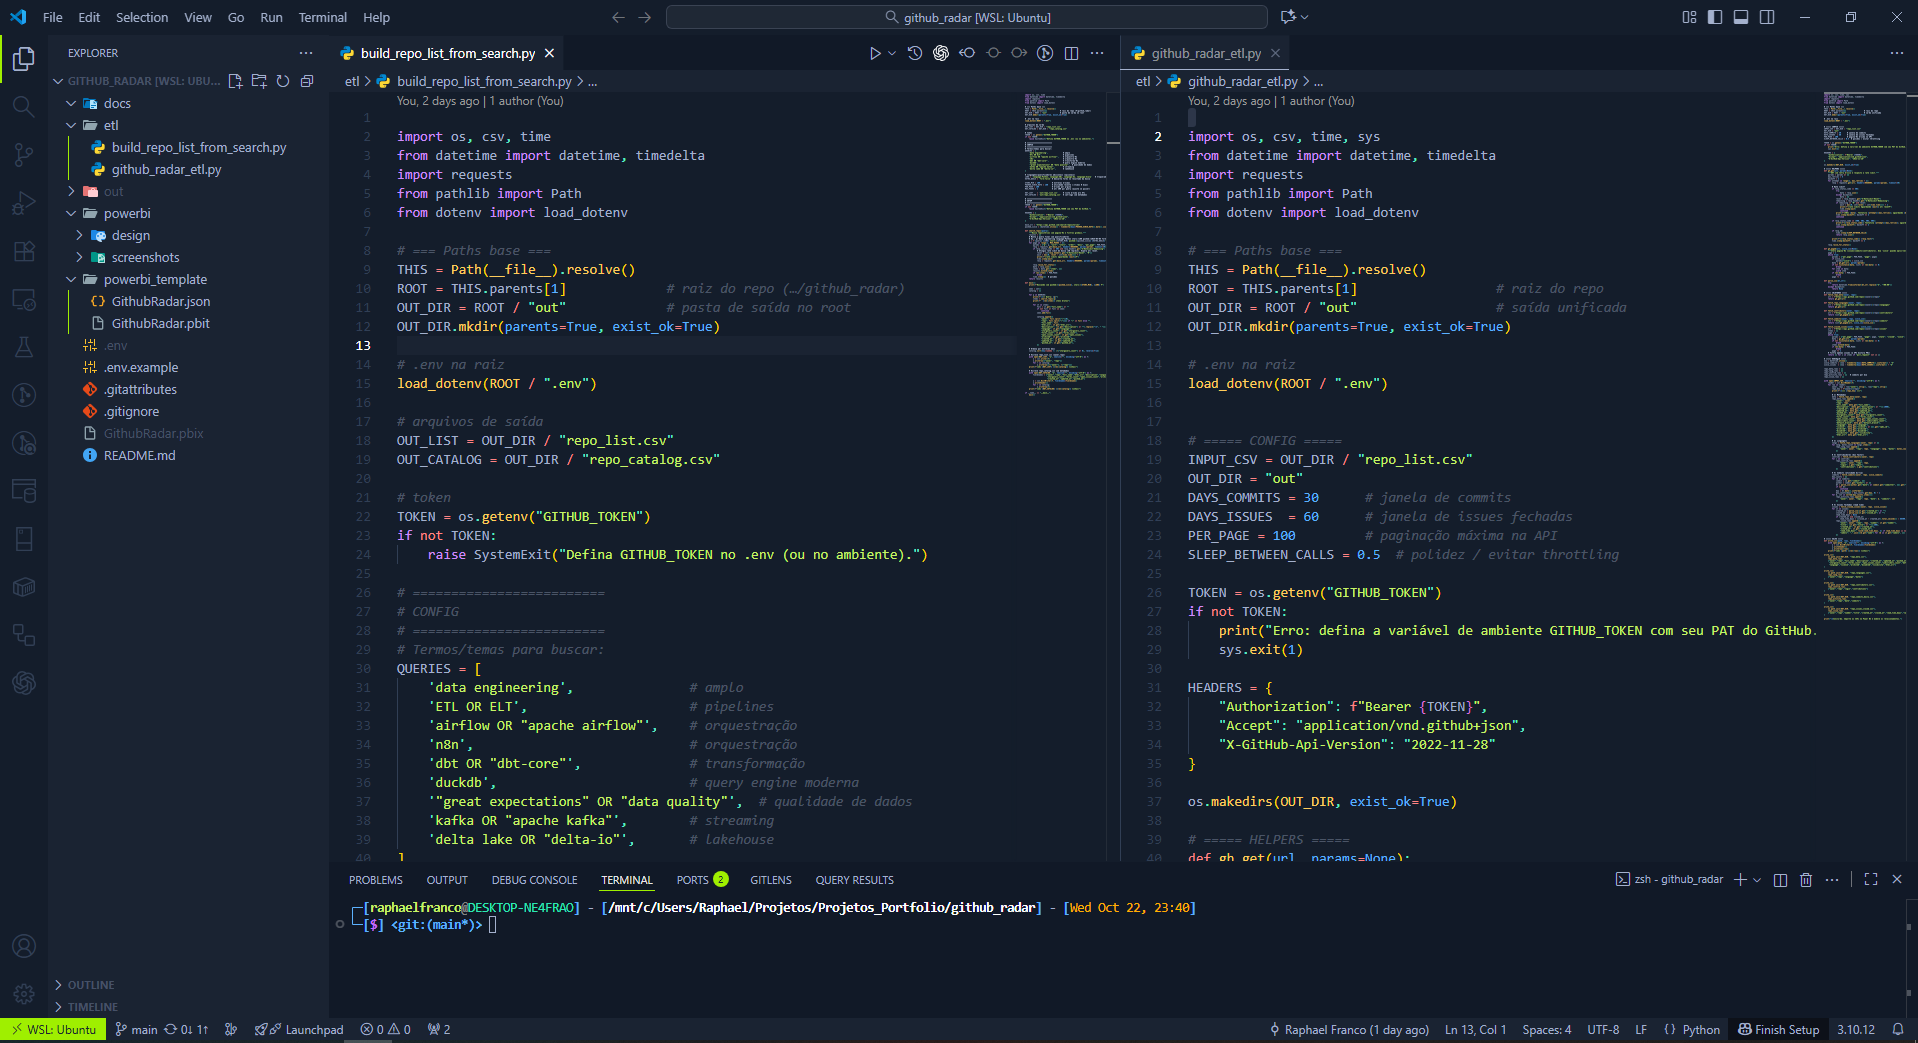 File Edit Selection View Go Run Terminal Help
github_radar [WSL: Ubuntu]
EXPLORER
GITHUB_RADAR [WSL: UBU...
docs
etl
build_repo_list_from_search.py
github_radar_etl.py
out
powerbi
design
screenshots
powerbi_template
GithubRadar.json
GithubRadar.pbit
.env
.env.example
.gitattributes
.gitignore
GithubRadar.pbix
README.md
OUTLINE
TIMELINE
build_repo_list_from_search.py
etl > build_repo_list_from_search.py > ...
You, 2 days ago | 1 author (You)
1
2 import os, csv, time
3 from datetime import datetime, timedelta
4 import requests
5 from pathlib import Path
6 from dotenv import load_dotenv
7
8 # === Paths base ===
9 THIS = Path(__file__).resolve()
10 ROOT = THIS.parents[1] # raiz do repo (…/github_radar)
11 OUT_DIR = ROOT / "out" # pasta de saída no root
12 OUT_DIR.mkdir(parents=True, exist_ok=True)
13
14 # .env na raiz
15 load_dotenv(ROOT / ".env")
16
17 # arquivos de saída
18 OUT_LIST = OUT_DIR / "repo_list.csv"
19 OUT_CATALOG = OUT_DIR / "repo_catalog.csv"
20
21 # token
22 TOKEN = os.getenv("GITHUB_TOKEN")
23 if not TOKEN:
24 raise SystemExit("Defina GITHUB_TOKEN no .env (ou no ambiente).")
25
26 # =========================
27 # CONFIG
28 # =========================
29 # Termos/temas para buscar:
30 QUERIES = [
31 'data engineering', # amplo
32 'ETL OR ELT', # pipelines
33 'airflow OR "apache airflow"', # orquestração
34 'n8n', # orquestração
35 'dbt OR "dbt-core"', # transformação
36 'duckdb', # query engine moderna
37 '"great expectations" OR "data quality"', # qualidade de dados
38 'kafka OR "apache kafka"', # streaming
39 'delta lake OR "delta-io"', # lakehouse
40 ]
github_radar_etl.py
etl > github_radar_etl.py > ...
You, 2 days ago | 1 author (You)
1
2 import os, csv, time, sys
3 from datetime import datetime, timedelta
4 import requests
5 from pathlib import Path
6 from dotenv import load_dotenv
7
8 # === Paths base ===
9 THIS = Path(__file__).resolve()
10 ROOT = THIS.parents[1] # raiz do repo
11 OUT_DIR = ROOT / "out" # saída unificada
12 OUT_DIR.mkdir(parents=True, exist_ok=True)
13
14 # .env na raiz
15 load_dotenv(ROOT / ".env")
16
17
18 # ===== CONFIG =====
19 INPUT_CSV = OUT_DIR / "repo_list.csv"
20 OUT_DIR = "out"
21 DAYS_COMMITS = 30 # janela de commits
22 DAYS_ISSUES = 60 # janela de issues fechadas
23 PER_PAGE = 100 # paginação máxima na API
24 SLEEP_BETWEEN_CALLS = 0.5 # polidez / evitar throttling
25
26 TOKEN = os.getenv("GITHUB_TOKEN")
27 if not TOKEN:
28 print("Erro: defina a variável de ambiente GITHUB_TOKEN com seu PAT do GitHub.
29 sys.exit(1)
30
31 HEADERS = {
32 "Authorization": f"Bearer {TOKEN}",
33 "Accept": "application/vnd.github+json",
34 "X-GitHub-Api-Version": "2022-11-28"
35 }
36
37 os.makedirs(OUT_DIR, exist_ok=True)
38
39 # ===== HELPERS =====
40 def gh_get(url, params=None):
PROBLEMS OUTPUT DEBUG CONSOLE TERMINAL PORTS 2 GITLENS QUERY RESULTS
zsh - github_radar
[raphaelfranco@DESKTOP-NE4FRAO] - [/mnt/c/Users/Raphael/Projetos/Projetos_Portfolio/github_radar] - [Wed Oct 22, 23:40]
[$] <git:(main*)>
WSL: Ubuntu main 0↓ 1↑ Launchpad 0 0 2 Raphael Franco (1 day ago) Ln 13, Col 1 Spaces: 4 UTF-8 LF {} Python Finish Setup 3.10.12